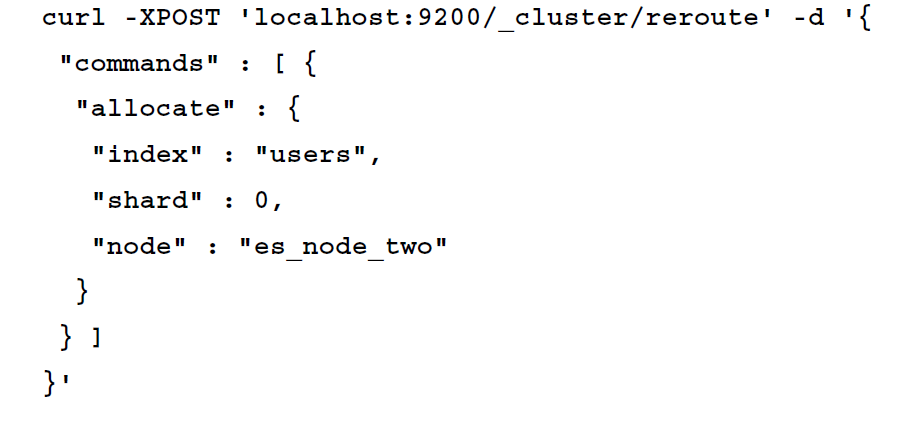 curl -XPOST 'localhost:9200/_cluster/reroute' -d '{
 "commands" : [ {
  "allocate" : {
   "index" : "users",
   "shard" : 0,
   "node" : "es_node_two"
  }
 } ]
}'